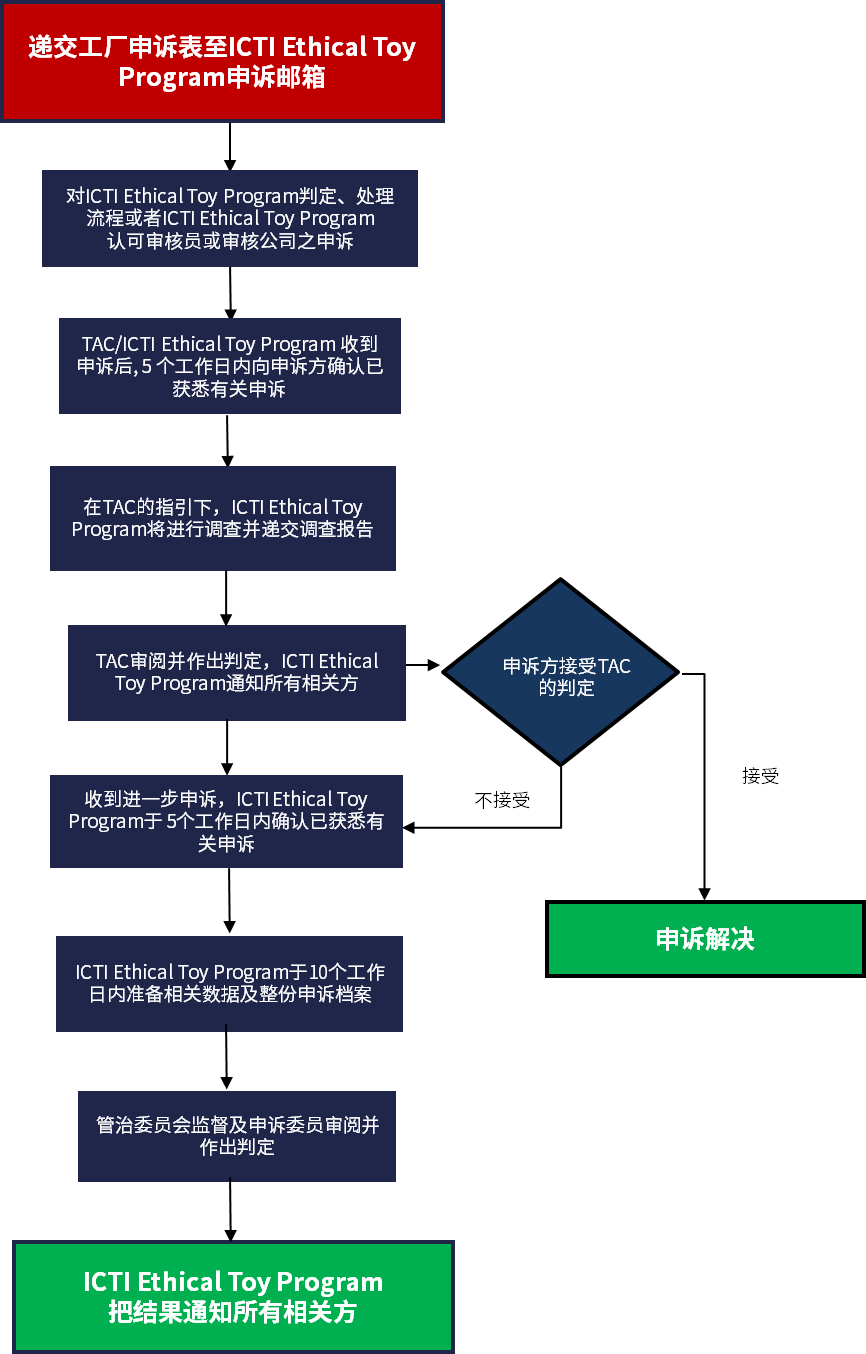 递交工厂申诉表至ICTI Ethical Toy
Program申诉邮箱
对ICTI Ethical Toy Program判定、处理
流程或者ICTI Ethical Toy Program
认可审核员或审核公司之申诉
TAC/ICTI Ethical Toy Program 收到
申诉后, 5 个工作日内向申诉方确认已
获悉有关申诉
在TAC的指引下，ICTI Ethical Toy
Program将进行调查并递交调查报告
TAC审阅并作出判定，ICTI Ethical
Toy Program通知所有相关方
申诉方接受TAC
的判定
接受
不接受
收到进一步申诉，ICTI Ethical Toy
Program于 5个工作日内确认已获悉有
关申诉
申诉解决
ICTI Ethical Toy Program于10个工作
日内准备相关数据及整份申诉档案
管治委员会监督及申诉委员审阅并
作出判定
ICTI Ethical Toy Program
把结果通知所有相关方